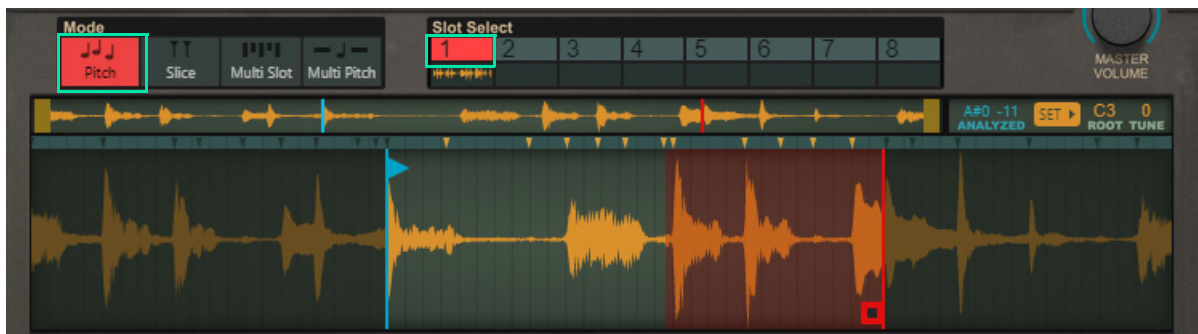 Mode
Pitch
Slice
Multi Slot
Multi Pitch
Slot Select
1
2
3
4
5
6
7
8
MASTER
VOLUME
A#0 -11
ANALYZED
SET
C3 0
ROOT TUNE